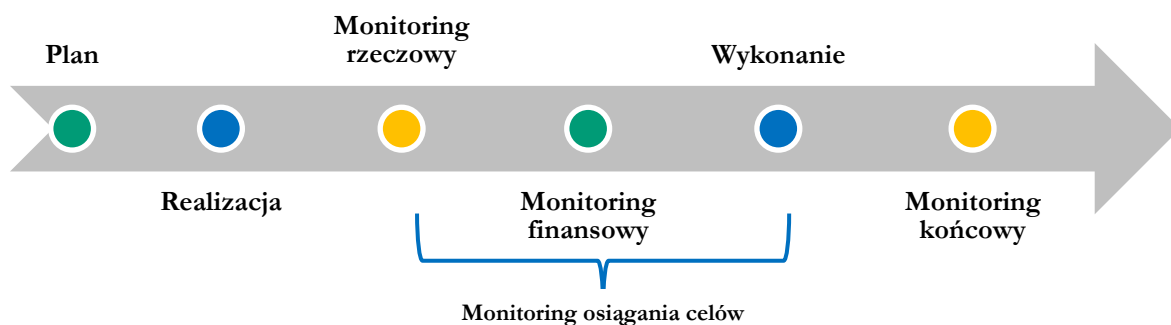 Plan
Monitoring
rzeczowy
Wykonanie
Realizacja
Monitoring
finansowy
Monitoring
końcowy
Monitoring osiągania celów